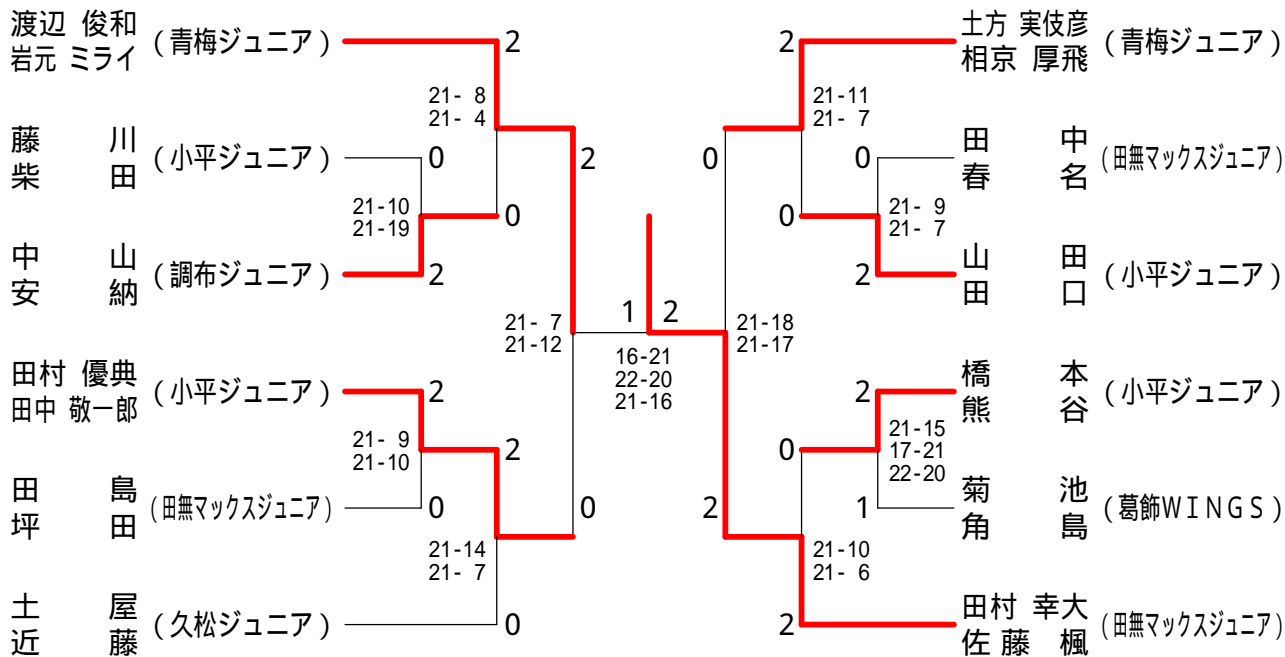 渡辺 俊和
岩元 ミライ
(青梅ジュニア)
2
21- 8
21- 4
藤 川
柴 田
(小平ジュニア)
0
2
21-10
21-19
0
中 山
安 納
(調布ジュニア)
2
21- 7
21-12
田村 優典
田中 敬一郎
(小平ジュニア)
2
21- 9
21-10
2
田 島
坪 田
(田無マックスジュニア)
0
0
21-14
21- 7
土 屋
近 藤
(久松ジュニア)
0
1
2
16-21
22-20
21-16
2
土方 実伎彦
相京 厚飛
(青梅ジュニア)
21-11
21- 7
0
0
田 中
春 名
(田無マックスジュニア)
0
21- 9
21- 7
2
山 田
田 口
(小平ジュニア)
21-18
21-17
2
橋 本
熊 谷
(小平ジュニア)
0
21-15
17-21
22-20
2
1
菊 池
角 島
(葛飾WINGS)
21-10
21- 6
2
田村 幸大
佐藤 楓
(田無マックスジュニア)